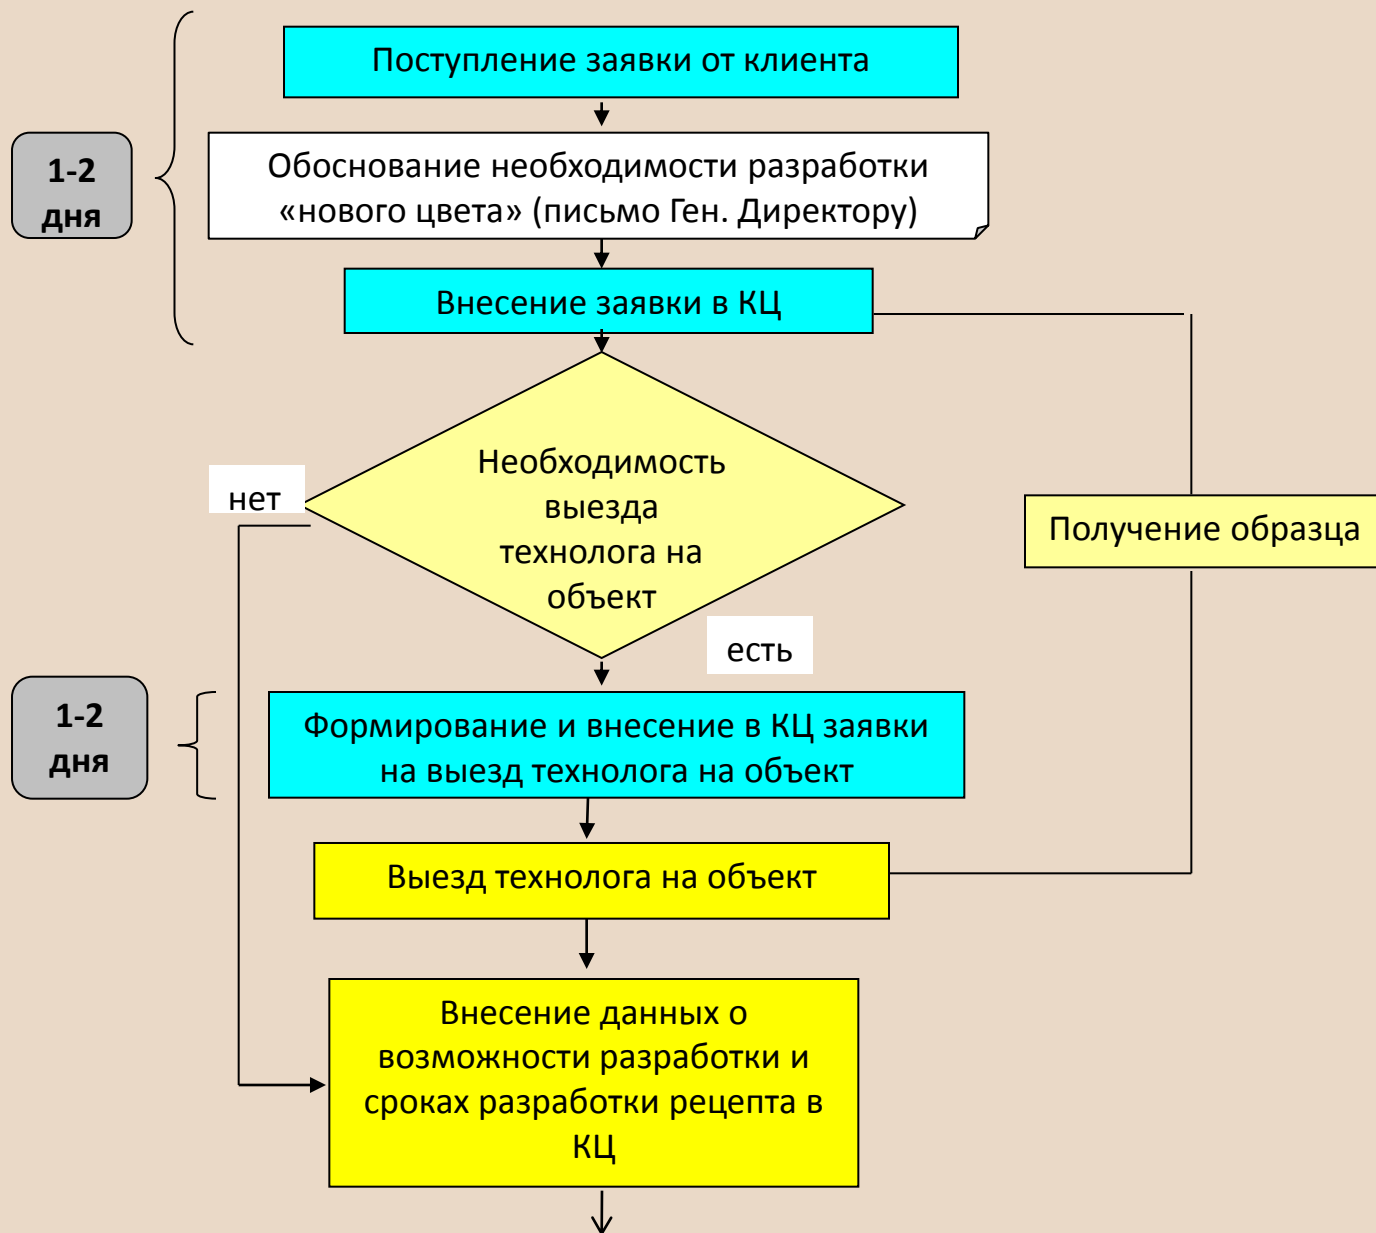 Поступление заявки от клиента
1-2
дня
Обоснование необходимости разработки
«нового цвета» (письмо Ген. Директору)
Внесение заявки в КЦ
Необходимость
выезда
технолога на
объект
нет
Получение образца
есть
1-2
дня
Формирование и внесение в КЦ заявки
на выезд технолога на объект
Выезд технолога на объект
Внесение данных о
возможности разработки и
сроках разработки рецепта в
КЦ